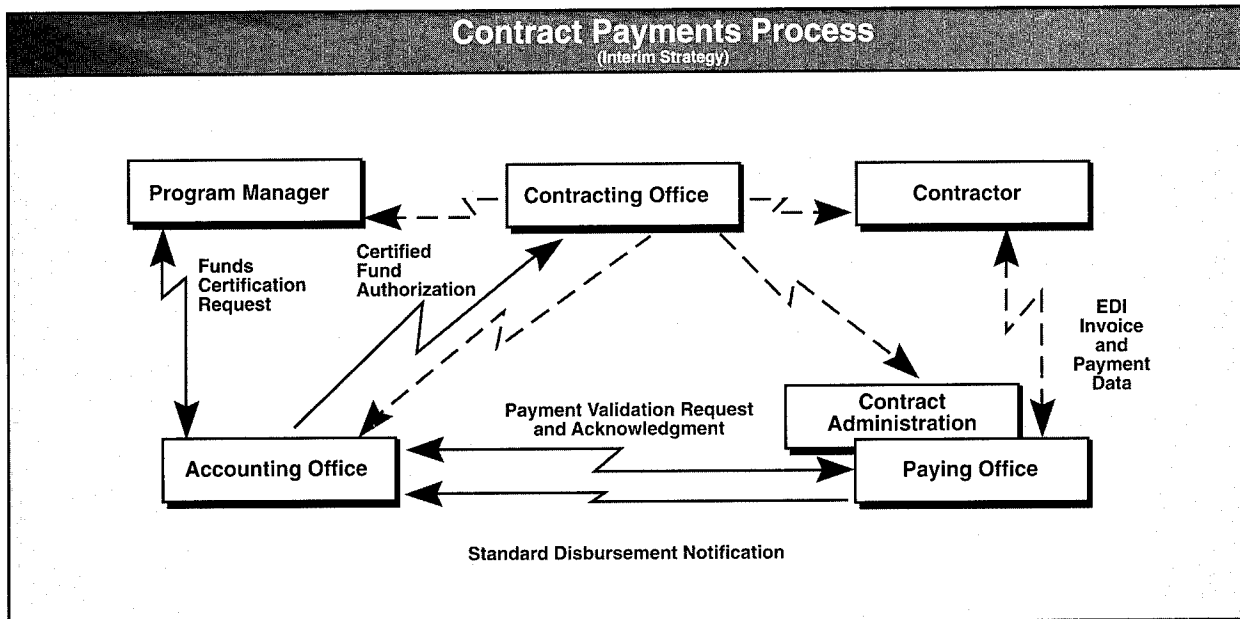 Contract Payments Process
(Interim Strategy)
Program Manager
Contracting Office
Contractor
Funds
Certification
Request
Certified
Fund
Authorization
EDI
Invoice
and
Payment
Data
Payment Validation Request
and Acknowledgment
Contract
Administration
Accounting Office
Paying Office
Standard Disbursement Notification